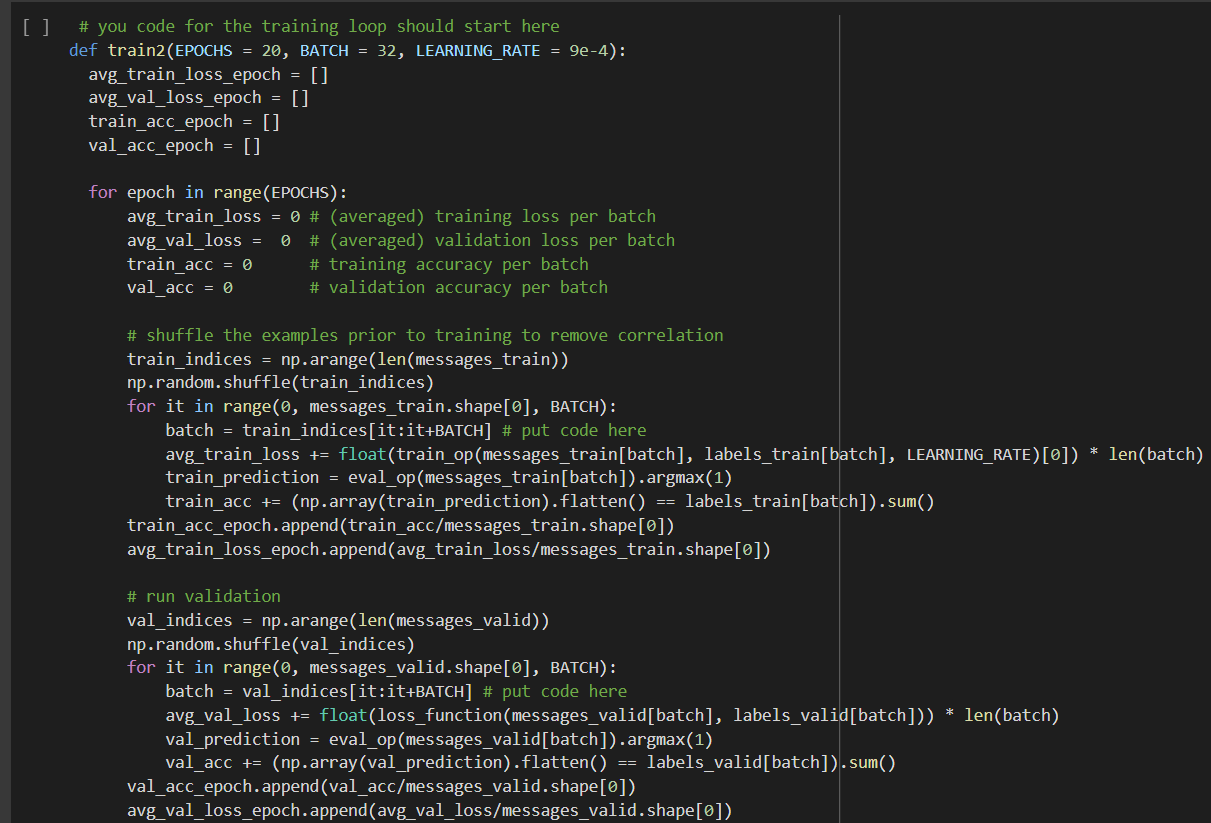 [ ] # you code for the training loop should start here
def train2(EPOCHS = 20, BATCH = 32, LEARNING_RATE = 9e-4):
  avg_train_loss_epoch = []
  avg_val_loss_epoch = []
  train_acc_epoch = []
  val_acc_epoch = []

  for epoch in range(EPOCHS):
      avg_train_loss = 0 # (averaged) training loss per batch
      avg_val_loss =  0  # (averaged) validation loss per batch
      train_acc = 0      # training accuracy per batch
      val_acc = 0        # validation accuracy per batch

      # shuffle the examples prior to training to remove correlation
      train_indices = np.arange(len(messages_train))
      np.random.shuffle(train_indices)
      for it in range(0, messages_train.shape[0], BATCH):
          batch = train_indices[it:it+BATCH] # put code here
          avg_train_loss += float(train_op(messages_train[batch], labels_train[batch], LEARNING_RATE)[0]) * len(batch)
          train_prediction = eval_op(messages_train[batch]).argmax(1)
          train_acc += (np.array(train_prediction).flatten() == labels_train[batch]).sum()
      train_acc_epoch.append(train_acc/messages_train.shape[0])
      avg_train_loss_epoch.append(avg_train_loss/messages_train.shape[0])

      # run validation
      val_indices = np.arange(len(messages_valid))
      np.random.shuffle(val_indices)
      for it in range(0, messages_valid.shape[0], BATCH):
          batch = val_indices[it:it+BATCH] # put code here
          avg_val_loss += float(loss_function(messages_valid[batch], labels_valid[batch])) * len(batch)
          val_prediction = eval_op(messages_valid[batch]).argmax(1)
          val_acc += (np.array(val_prediction).flatten() == labels_valid[batch]).sum()
      val_acc_epoch.append(val_acc/messages_valid.shape[0])
      avg_val_loss_epoch.append(avg_val_loss/messages_valid.shape[0])